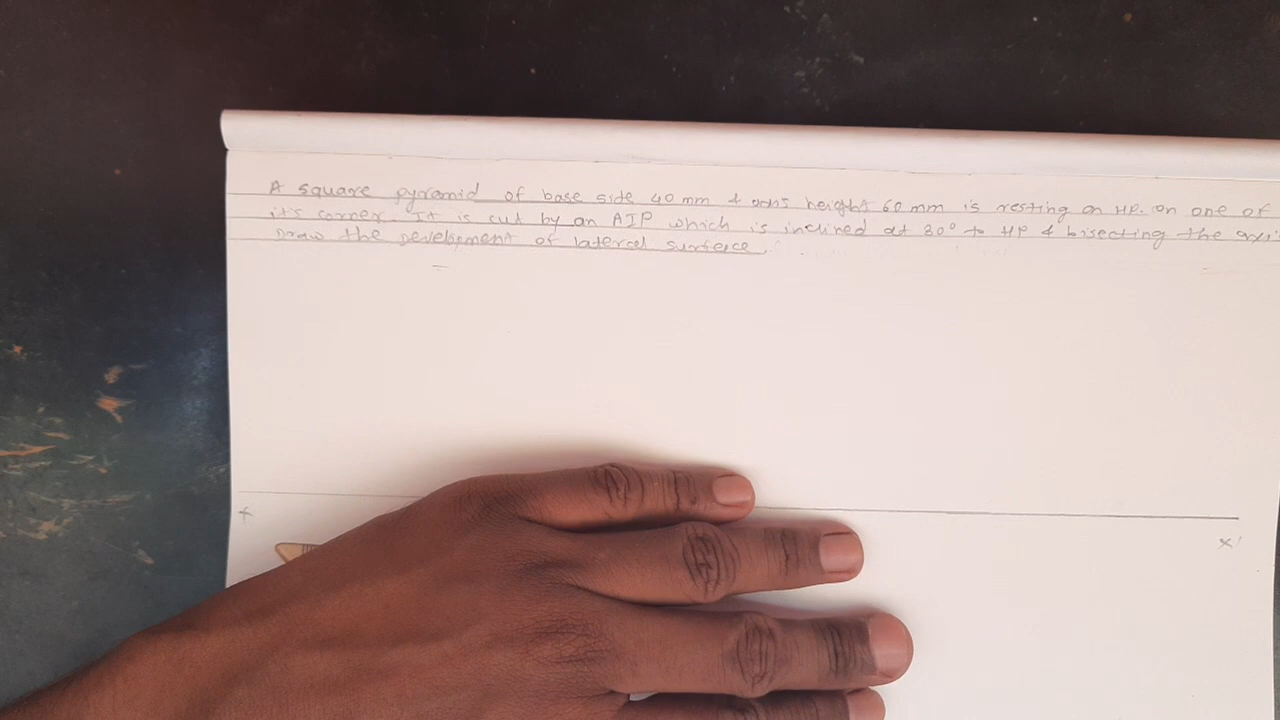 A square pyramid of base side 40 mm & axis height 60 mm is resting on HP. on one of
it's corner. It is cut by an AIP which is inclined at 30° to HP & bisecting the axis
Draw the development of lateral surface.
X
X'